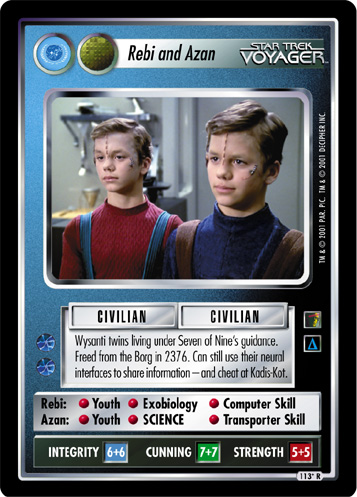 Rebi and Azan
STAR TREK
VOYAGER
TM & © 2001 PAR. PIC. TM & © 2001 DECIPHER INC.
CIVILIAN CIVILIAN
Wysanti twins living under Seven of Nine's guidance.
Freed from the Borg in 2376. Can still use their neural
interfaces to share information – and cheat at Kadis-Kot.
Rebi: Youth Exobiology Computer Skill
Azan: Youth SCIENCE Transporter Skill
INTEGRITY 6+6 CUNNING 7+7 STRENGTH 5+5
113* R